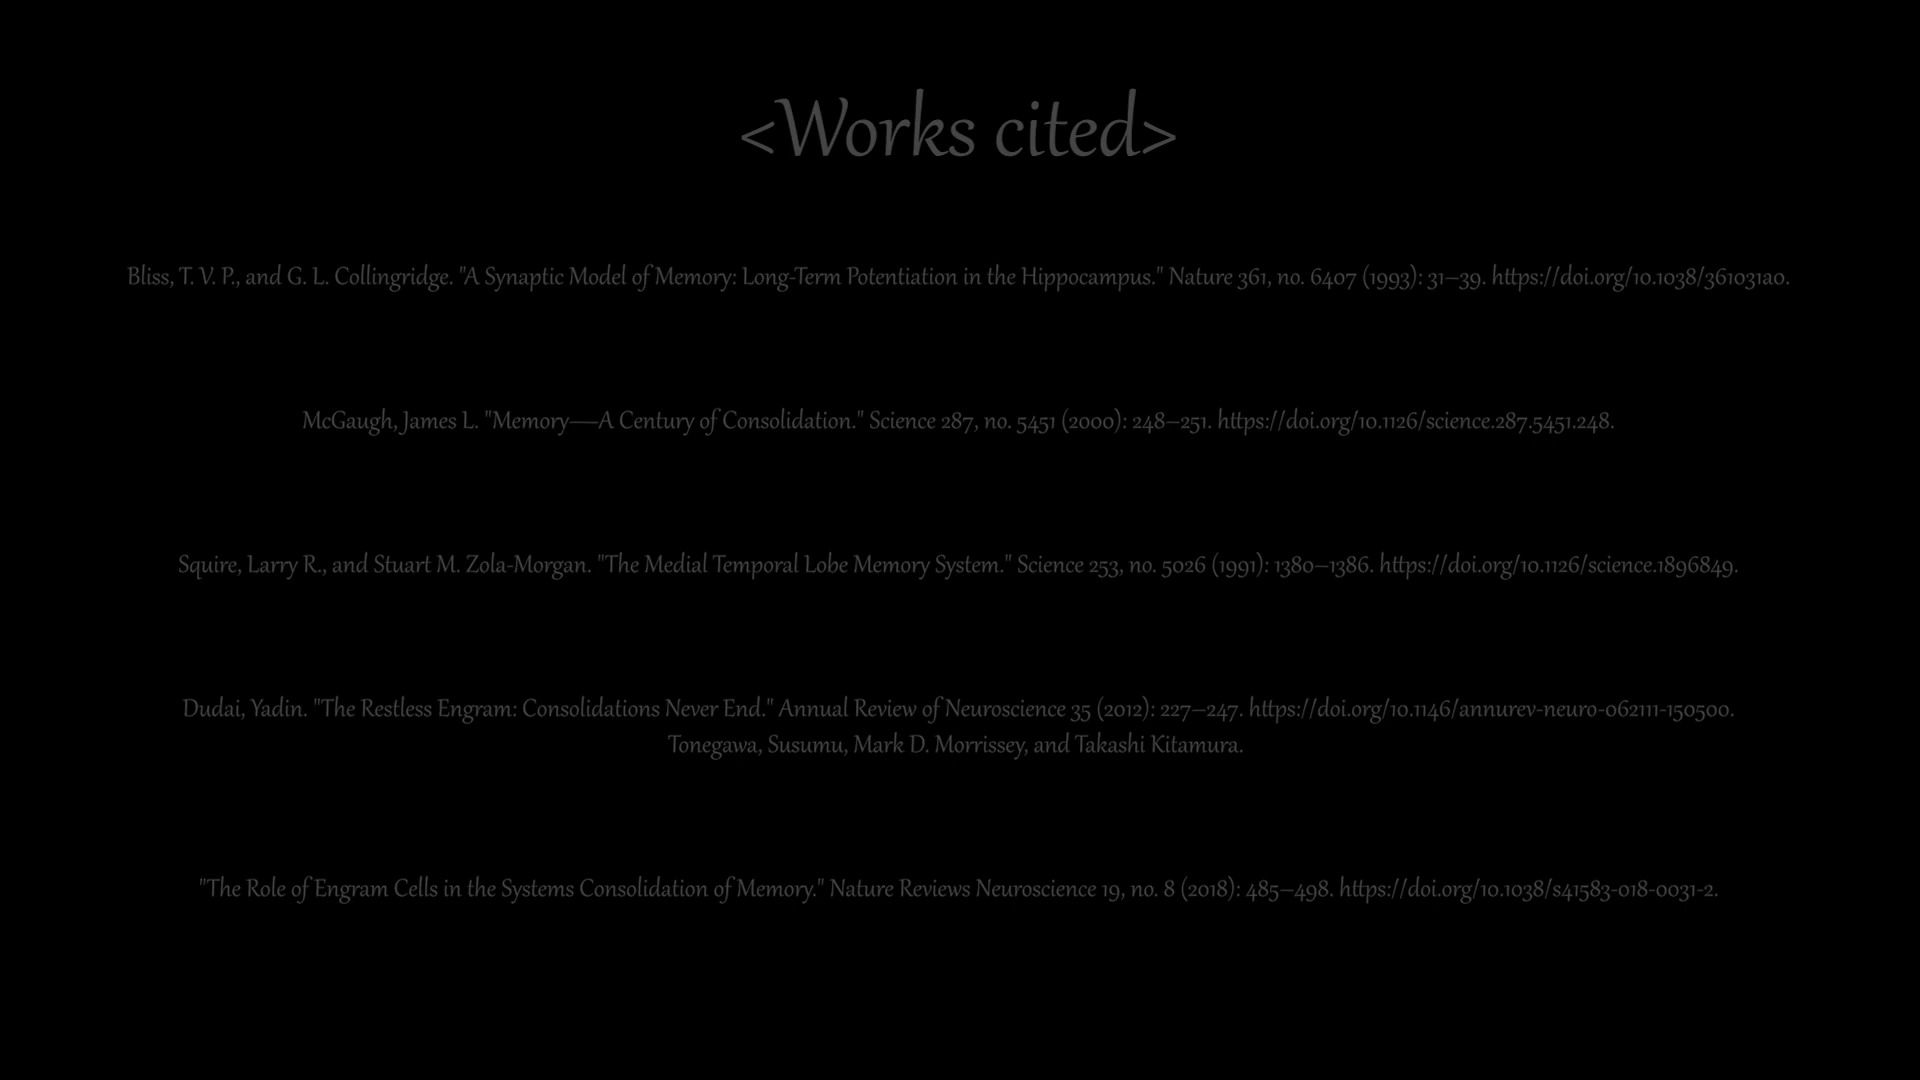 <Works cited>
Bliss, T. V. P., and G. L. Collingridge. "A Synaptic Model of Memory: Long-Term Potentiation in the Hippocampus." Nature 361, no. 6407 (1993): 31–39. https://doi.org/10.1038/361031a0.
McGaugh, James L. "Memory—A Century of Consolidation." Science 287, no. 5451 (2000): 248–251. https://doi.org/10.1126/science.287.5451.248.
Squire, Larry R., and Stuart M. Zola-Morgan. "The Medial Temporal Lobe Memory System." Science 253, no. 5026 (1991): 1380–1386. https://doi.org/10.1126/science.1896849.
Dudai, Yadin. "The Restless Engram: Consolidations Never End." Annual Review of Neuroscience 35 (2012): 227–247. https://doi.org/10.1146/annurev-neuro-062111-150500.
Tonegawa, Susumu, Mark D. Morrissey, and Takashi Kitamura.
"The Role of Engram Cells in the Systems Consolidation of Memory." Nature Reviews Neuroscience 19, no. 8 (2018): 485–498. https://doi.org/10.1038/s41583-018-0031-2.